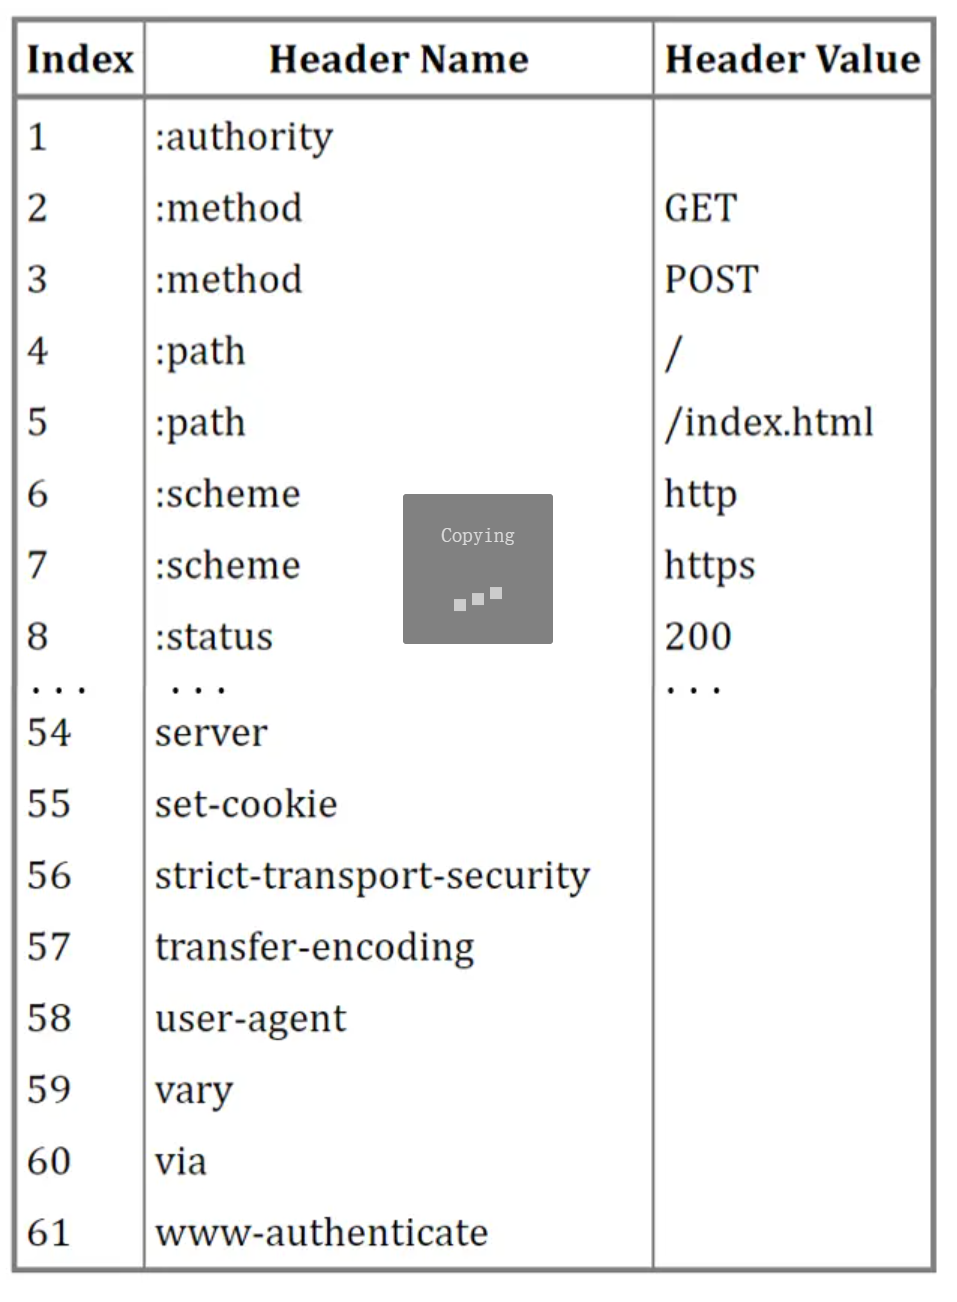 Index Header Name Header Value
1 :authority
2 :method GET
3 :method POST
4 :path /
5 :path /index.html
6 :scheme http
7 :scheme https
Copying
8 :status 200
... ... ...
54 server
55 set-cookie
56 strict-transport-security
57 transfer-encoding
58 user-agent
59 vary
60 via
61 www-authenticate